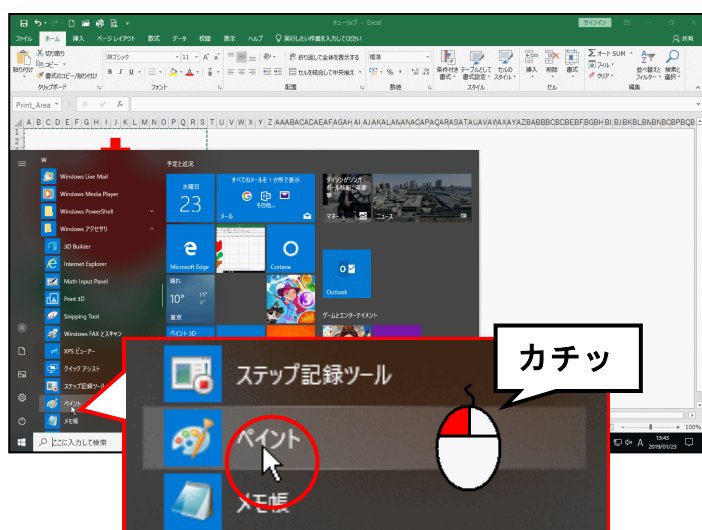 チューリップ - Excel
サインイン
ファイル ホーム 挿入 ページレイアウト 数式 データ 校閲 表示 ヘルプ 実行したい作業を入力してください
共有
切り取り
コピー
書式のコピー/貼り付け
貼り付け
クリップボード
游ゴシック
11
B I U
フォント
折り返して全体を表示する
セルを結合して中央揃え
配置
標準
数値
条件付き書式
テーブルとして書式設定
セルのスタイル
スタイル
挿入 削除 書式
セル
オート SUM
フィル
クリア
並べ替えとフィルター
検索と選択
編集
Print_Area
fx
A B C D E F G H I J K L M N O P Q R S T U V W X Y Z
1
2
W
Windows Live Mail
Windows Media Player
Windows PowerShell
Windows アクセサリ
3D Builder
Internet Explorer
Math Input Panel
Print 3D
Snipping Tool
Windows FAX とスキャン
XPS ビューアー
クイック アシスト
ステップ記録ツール
ペイント
メモ帳
ここに入力して検索
予定と近況
水曜日
23
すべてのメールを 1 か所で表示
その他...
メール
マネー
ニュース
Microsoft Edge
Cortana
晴れ
10°
11°
東京
Outlook
ゲームとエンターテイメント
ペイント 3D
ステップ記録ツール
ペイント
メモ帳
カチッ
100%
A
13:43
2019/01/23